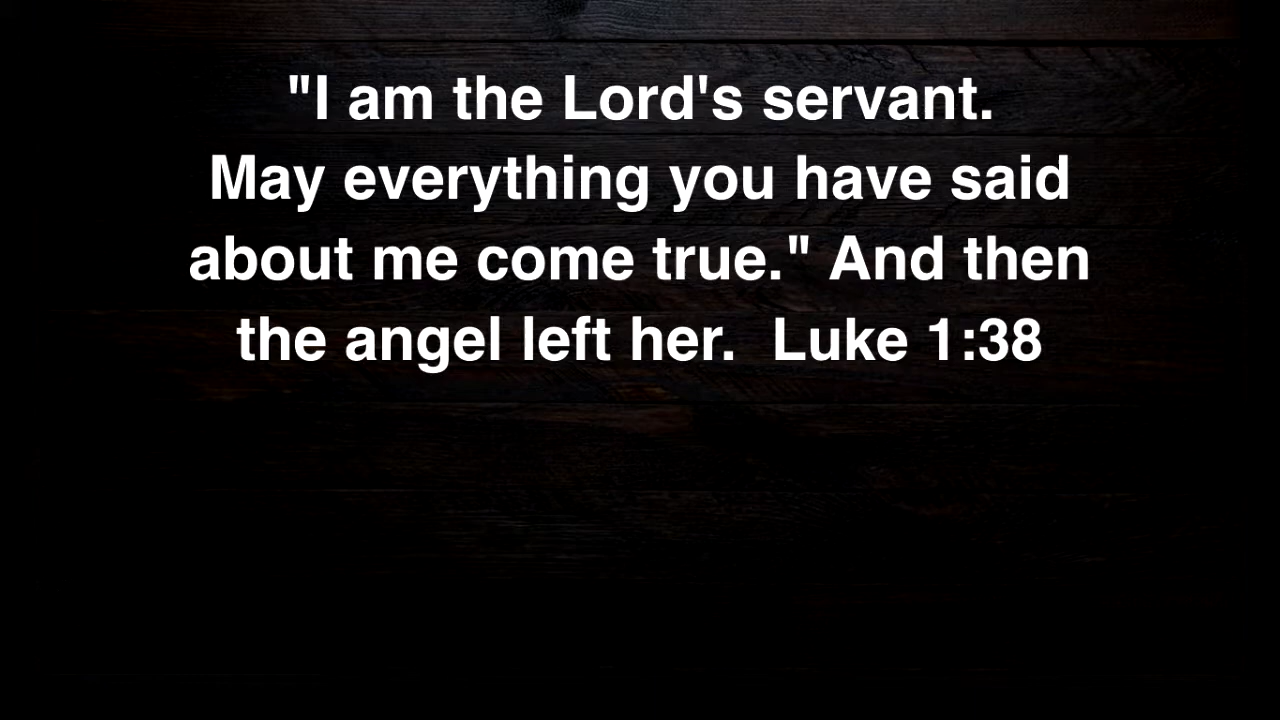 "I am the Lord's servant.
May everything you have said
about me come true." And then
the angel left her.  Luke 1:38